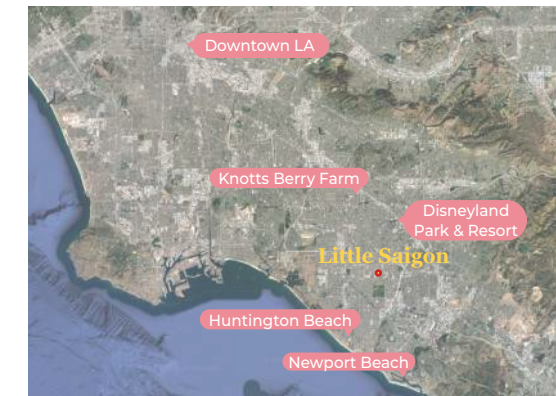 Downtown LA
Knotts Berry Farm
Disneyland
Park & Resort
Little Saigon
Huntington Beach
Newport Beach